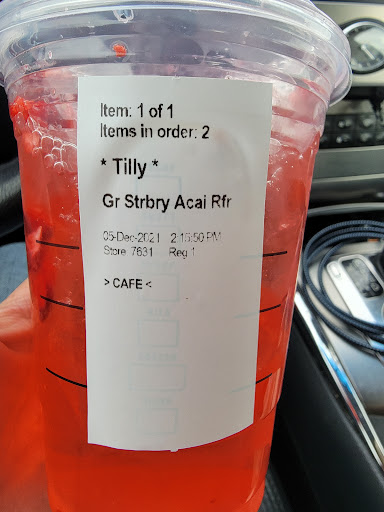 Item: 1 of 1
Items in order: 2
* Tilly *
Gr Strbry Acai Rfr
05-Dec-2021 2:15:50 PM
Store 7631 Reg 1
> CAFE <